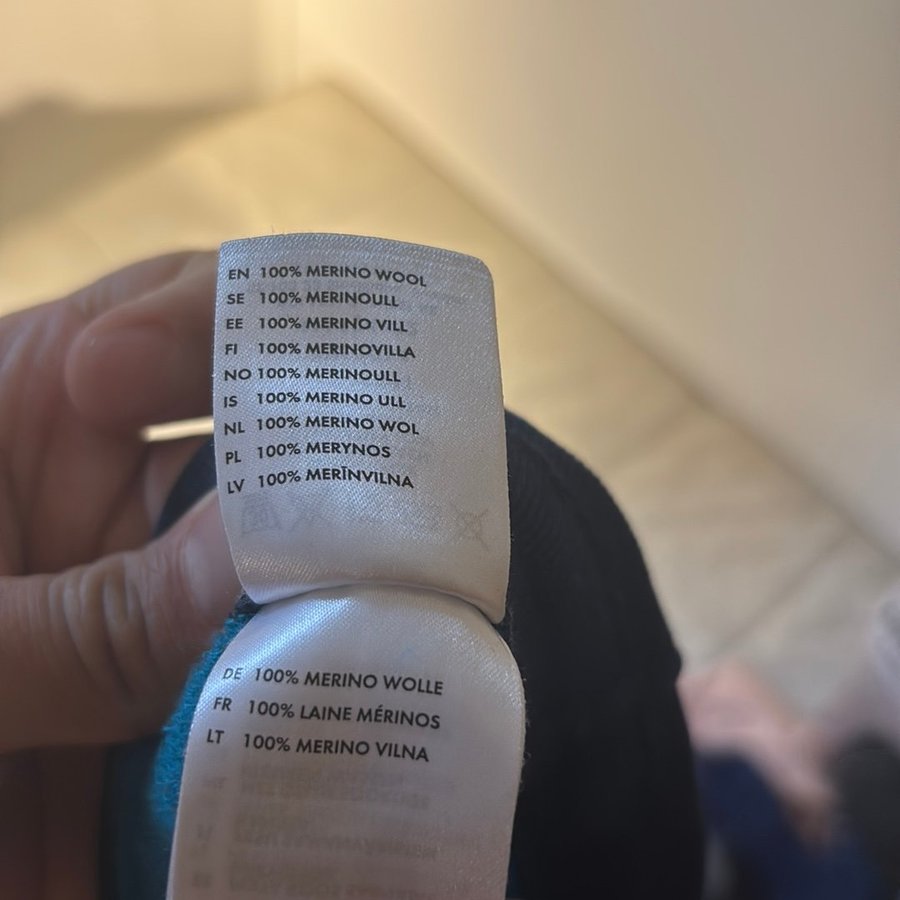 EN 100% MERINO WOOL
SE 100% MERINOULL
EE 100% MERINO VILL
FI 100% MERINOVILLA
NO 100% MERINOULL
IS 100% MERINO ULL
NL 100% MERINO WOL
PL 100% MERYNOS
LV 100% MERĪNVILNA
DE 100% MERINO WOLLE
FR 100% LAINE MÉRINOS
LT 100% MERINO VILNA